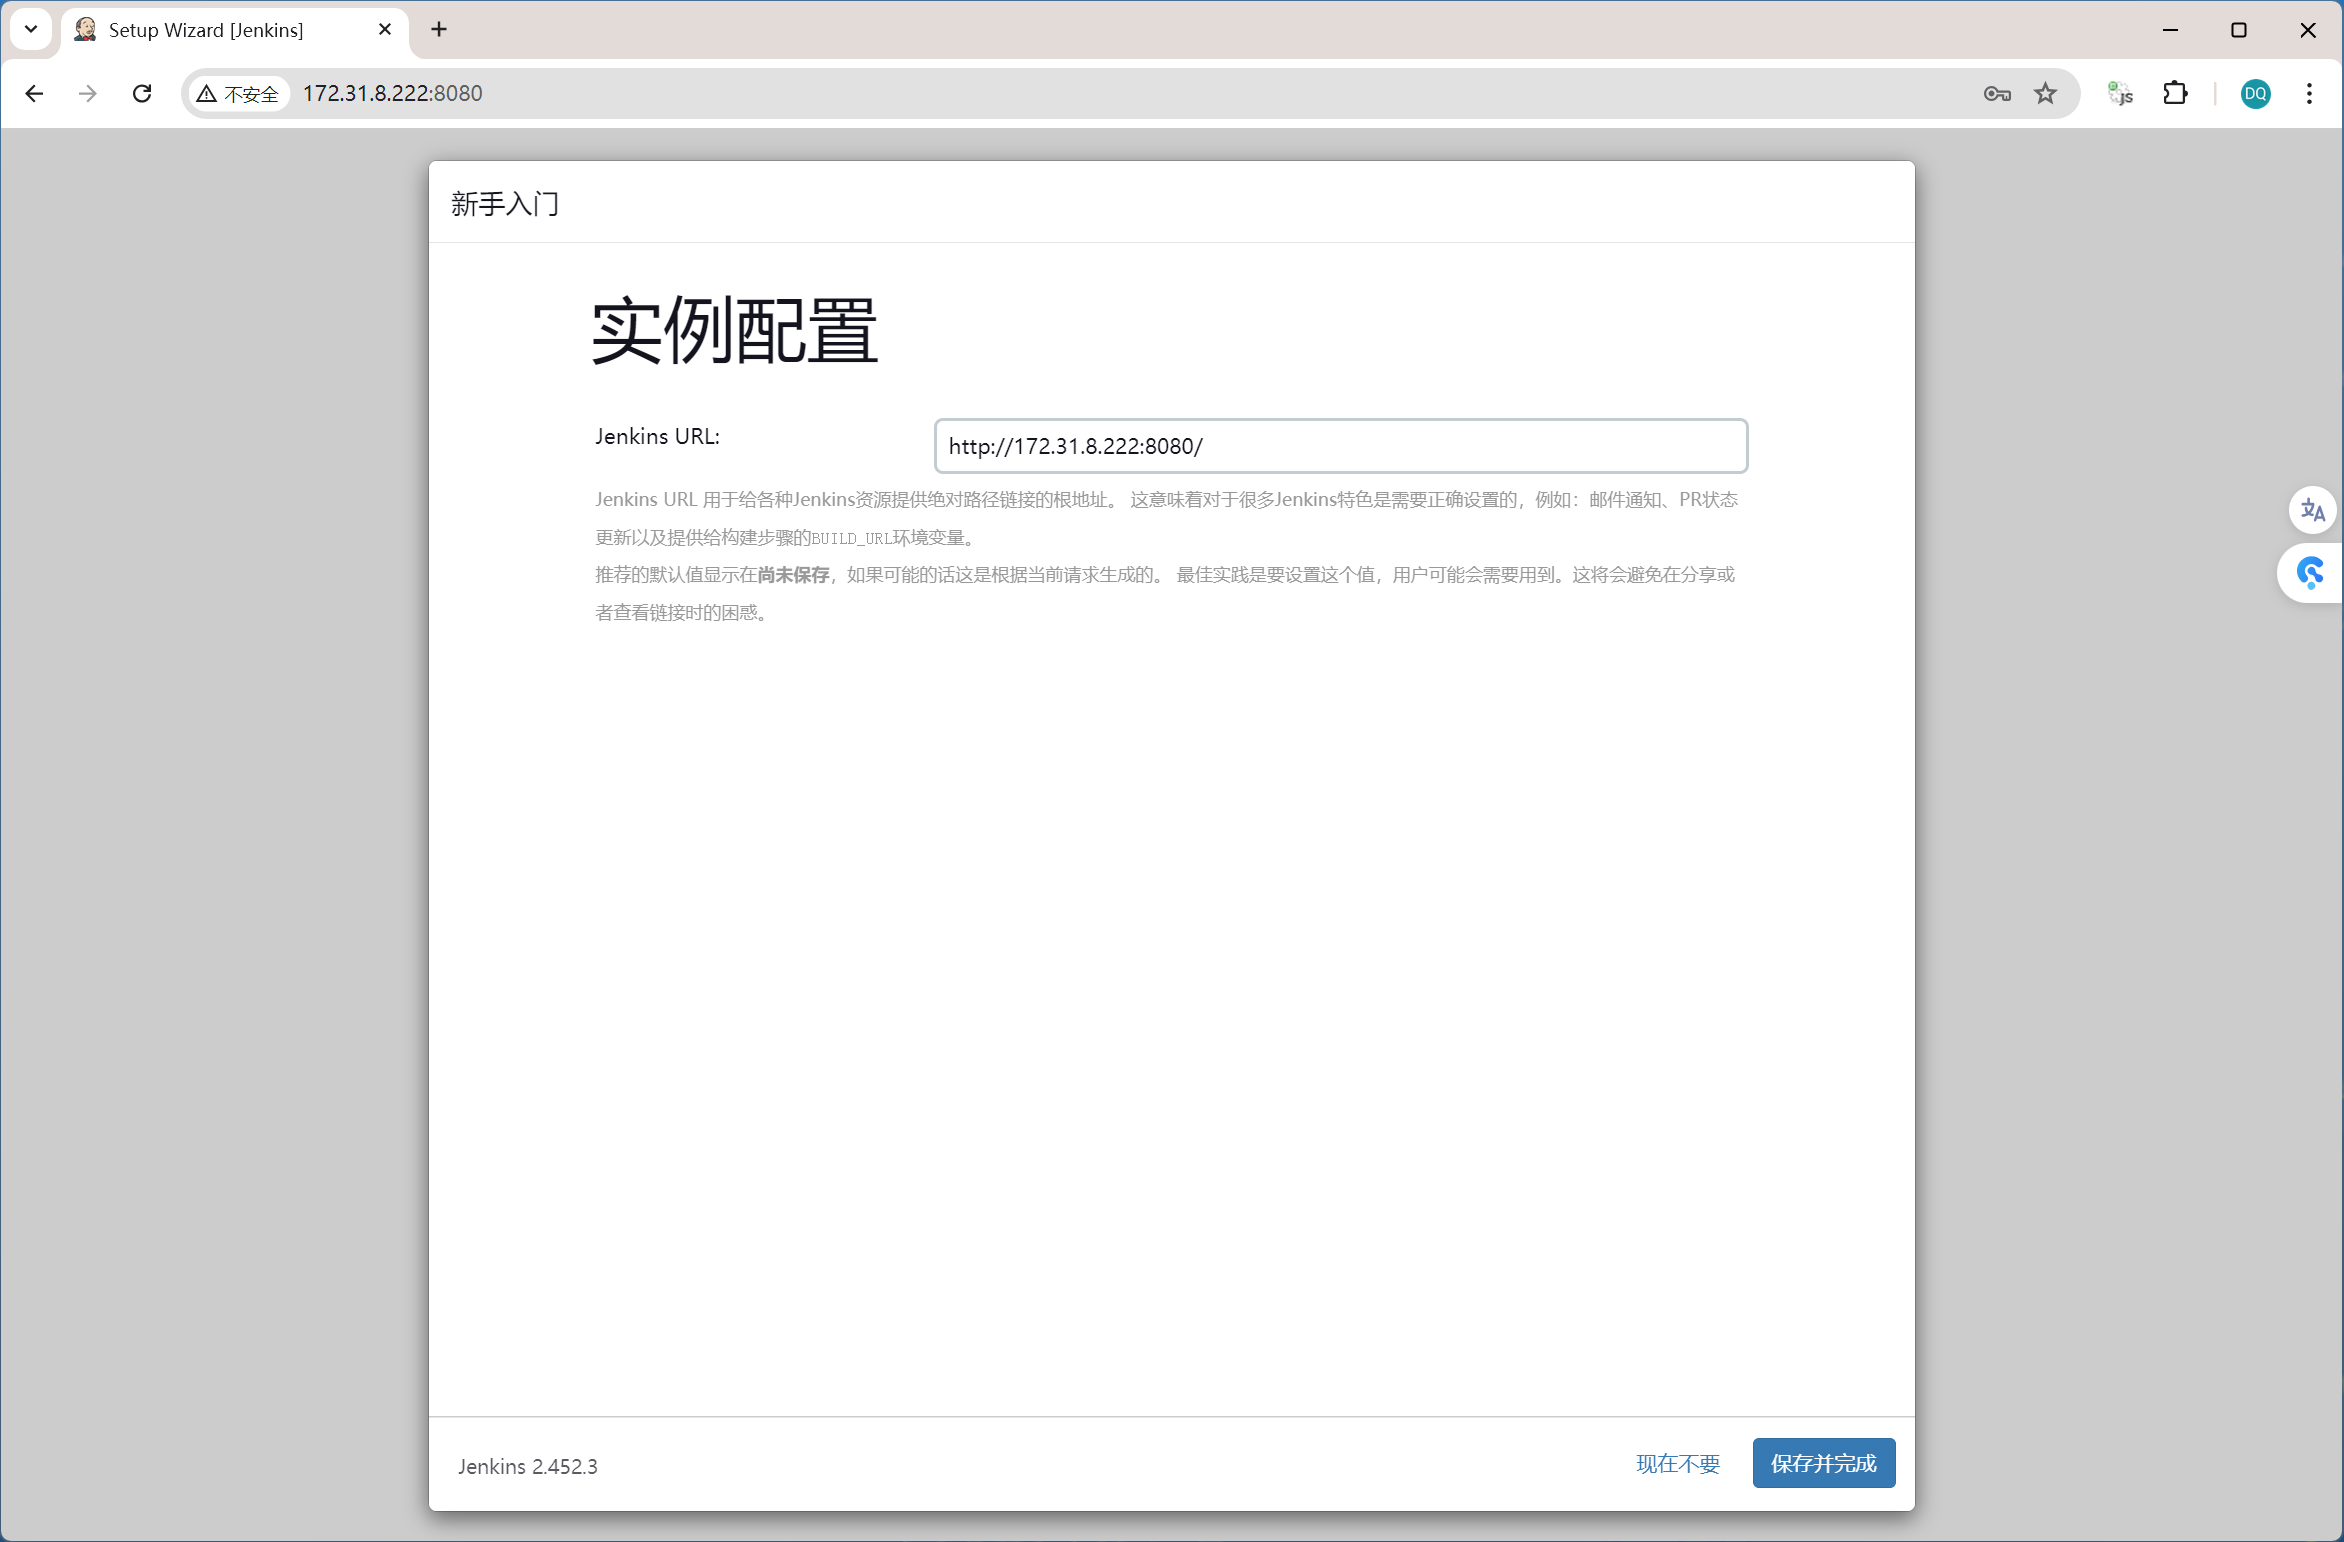 Setup Wizard [Jenkins]
不安全
172.31.8.222:8080
JS
DQ
新手入门
实例配置
Jenkins URL:
http://172.31.8.222:8080/
Jenkins URL 用于给各种Jenkins资源提供绝对路径链接的根地址。 这意味着对于很多Jenkins特色是需要正确设置的，例如：邮件通知、PR状态
更新以及提供给构建步骤的BUILD_URL环境变量。
推荐的默认值显示在尚未保存，如果可能的话这是根据当前请求生成的。 最佳实践是要设置这个值，用户可能会需要用到。这将会避免在分享或
者查看链接时的困惑。
Jenkins 2.452.3
现在不要
保存并完成